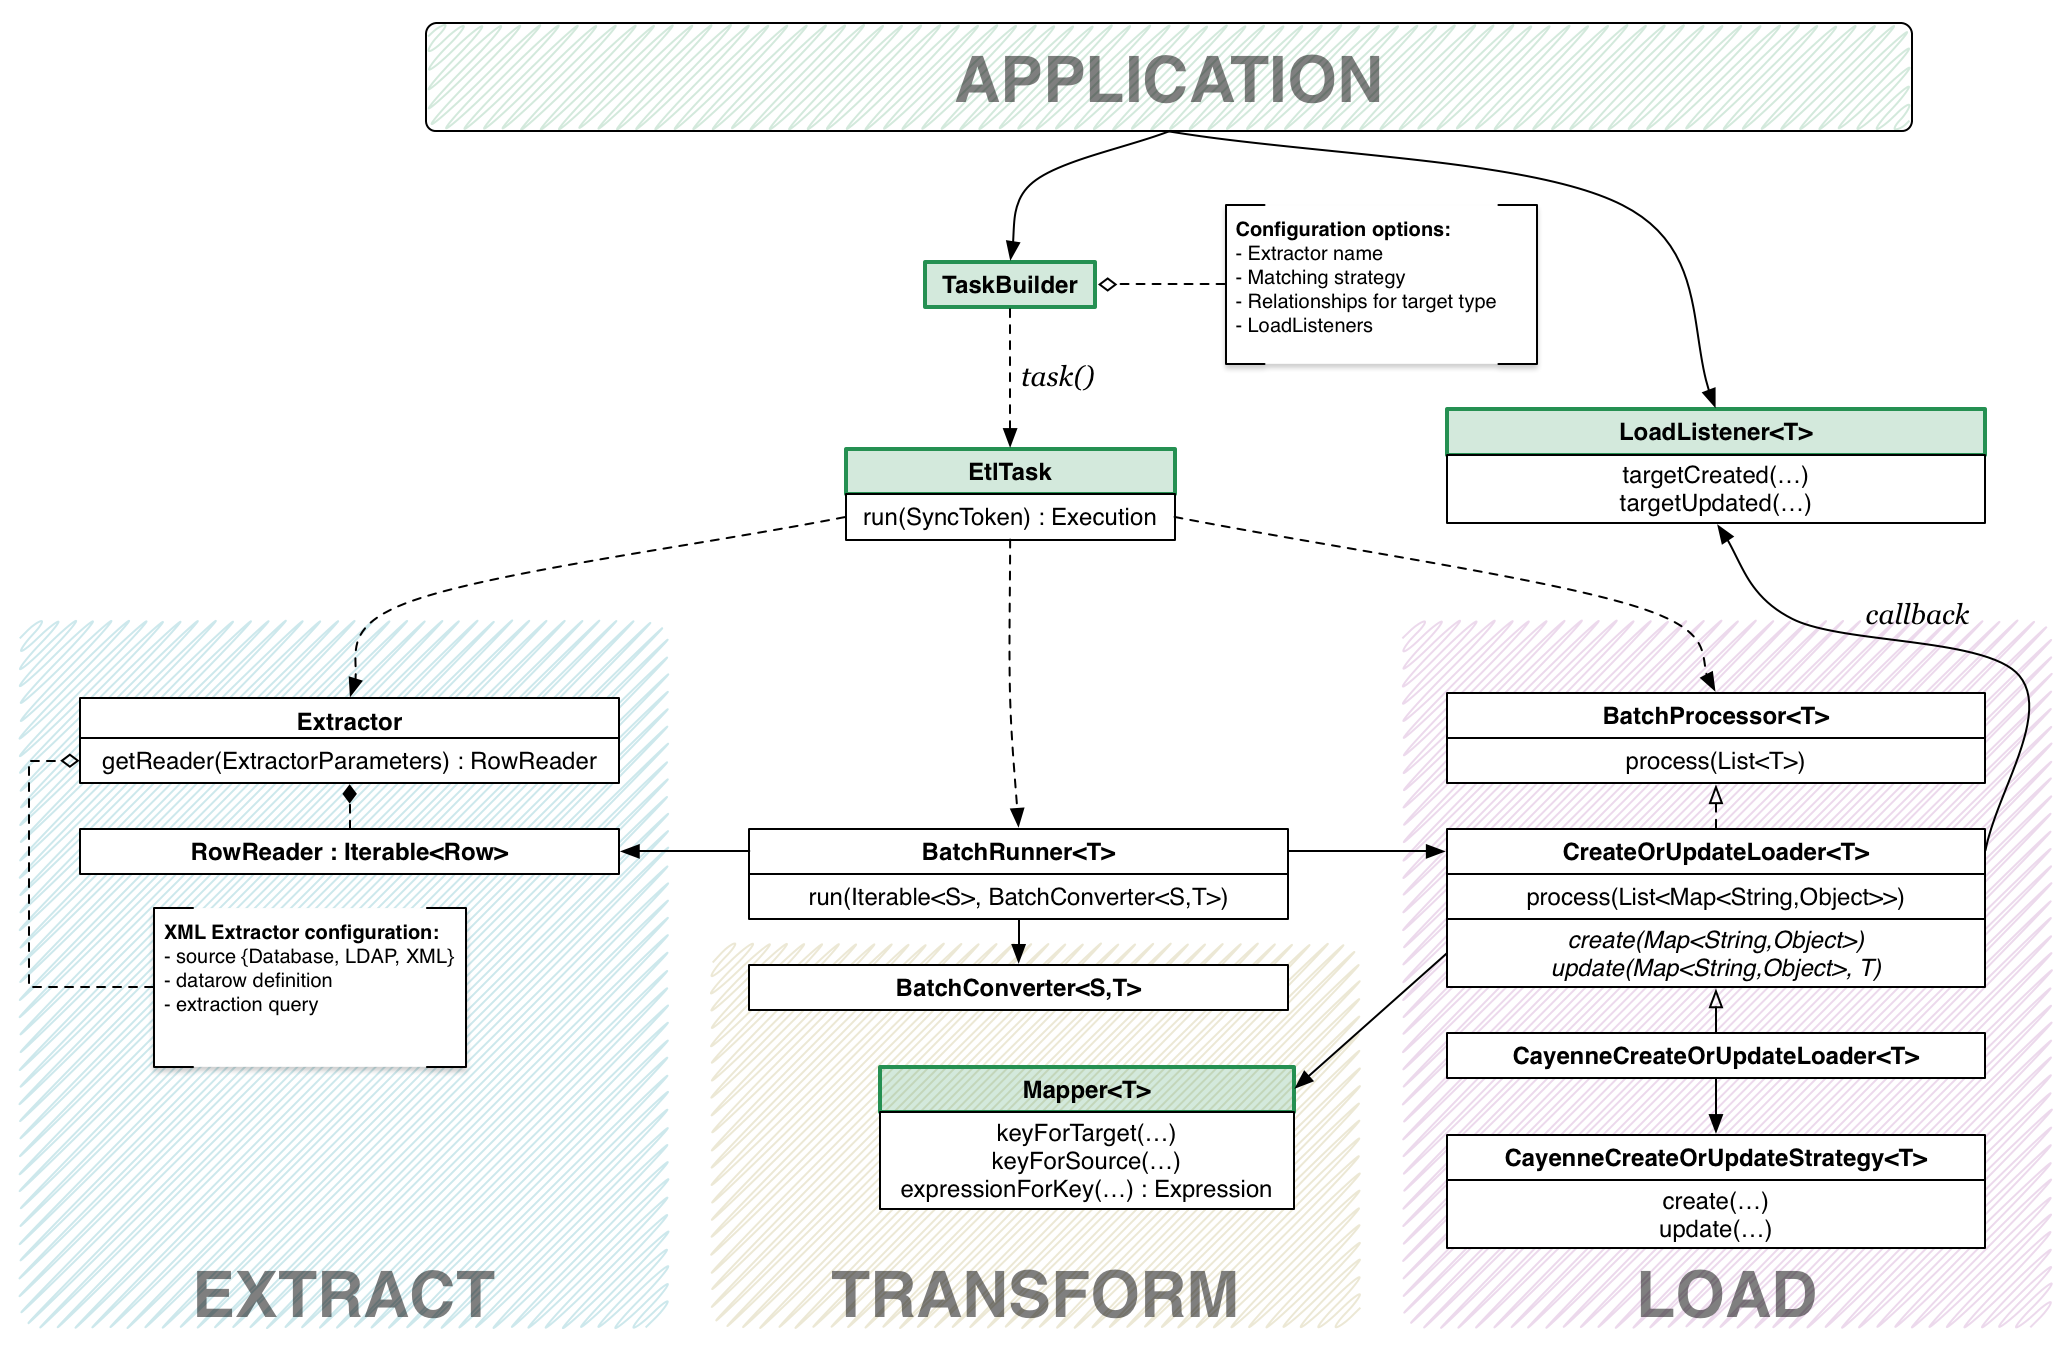 APPLICATION
TaskBuilder
Configuration options:
- Extractor name
- Matching strategy
- Relationships for target type
- LoadListeners
task()
LoadListener<T>
targetCreated(…)
targetUpdated(…)
EtlTask
run(SyncToken) : Execution
callback
Extractor
getReader(ExtractorParameters) : RowReader
RowReader : Iterable<Row>
XML Extractor configuration:
- source {Database, LDAP, XML}
- datarow definition
- extraction query
EXTRACT
BatchRunner<T>
run(Iterable<S>, BatchConverter<S,T>)
BatchConverter<S,T>
Mapper<T>
keyForTarget(…)
keyForSource(…)
expressionForKey(…) : Expression
TRANSFORM
BatchProcessor<T>
process(List<T>)
CreateOrUpdateLoader<T>
process(List<Map<String,Object>>)
create(Map<String,Object>)
update(Map<String,Object>, T)
CayenneCreateOrUpdateLoader<T>
CayenneCreateOrUpdateStrategy<T>
create(…)
update(…)
LOAD